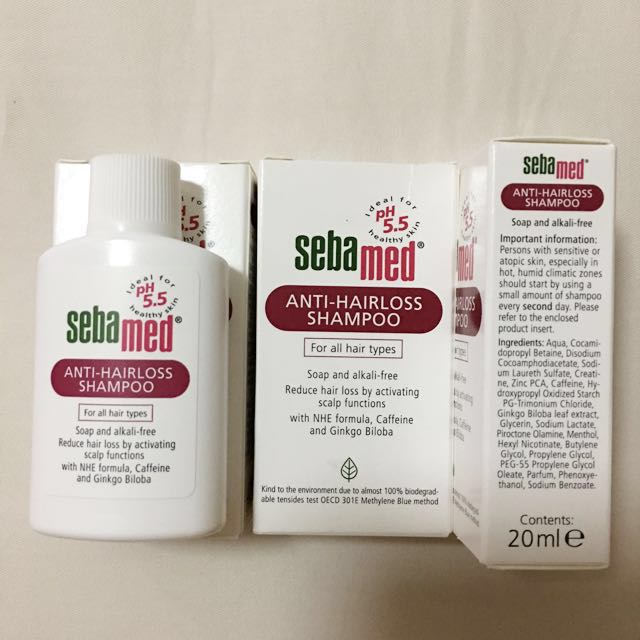 Ideal for healthy skin
pH
5.5
sebamed®
ANTI-HAIRLOSS
SHAMPOO
For all hair types
Soap and alkali-free
Reduce hair loss by activating
scalp functions
with NHE formula, Caffeine
and Ginkgo Biloba
Ideal for healthy skin
pH
5.5
sebamed®
ANTI-HAIRLOSS
SHAMPOO
For all hair types
Soap and alkali-free
Reduce hair loss by activating
scalp functions
with NHE formula, Caffeine
and Ginkgo Biloba
Kind to the environment due to almost 100% biodegrad-
able tensides test OECD 301E Methylene Blue method
sebamed®
ANTI-HAIRLOSS
SHAMPOO
Soap and alkali-free
Important information:
Persons with sensitive or
atopic skin, especially in
hot, humid climatic zones
should start by using a
small amount of shampoo
every second day. Please
refer to the enclosed
product insert.
Ingredients: Aqua, Cocami-
dopropyl Betaine, Disodium
Cocoamphodiacetate, Sodi-
um Laureth Sulfate, Creati-
ne, Zinc PCA, Caffeine, Hy-
droxypropyl Oxidized Starch
PG-Trimonium Chloride,
Ginkgo Biloba leaf extract,
Glycerin, Sodium Lactate,
Piroctone Olamine, Menthol,
Hexyl Nicotinate, Butylene
Glycol, Propylene Glycol,
PEG-55 Propylene Glycol
Oleate, Parfum, Phenoxye-
thanol, Sodium Benzoate.
Contents:
20ml e